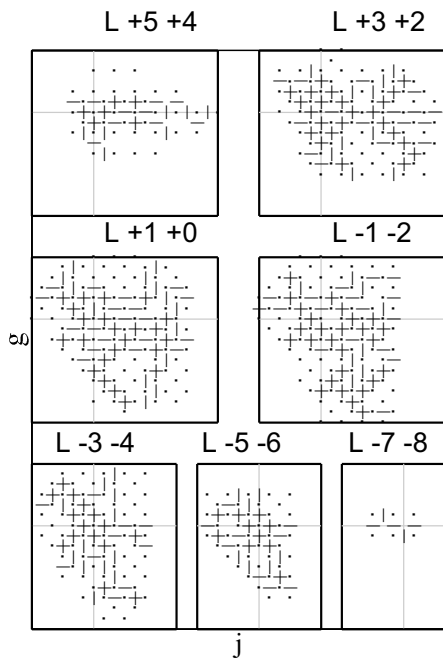 L +5 +4
L +3 +2
L +1 +0
L -1 -2
g
L -3 -4
L -5 -6
L -7 -8
j